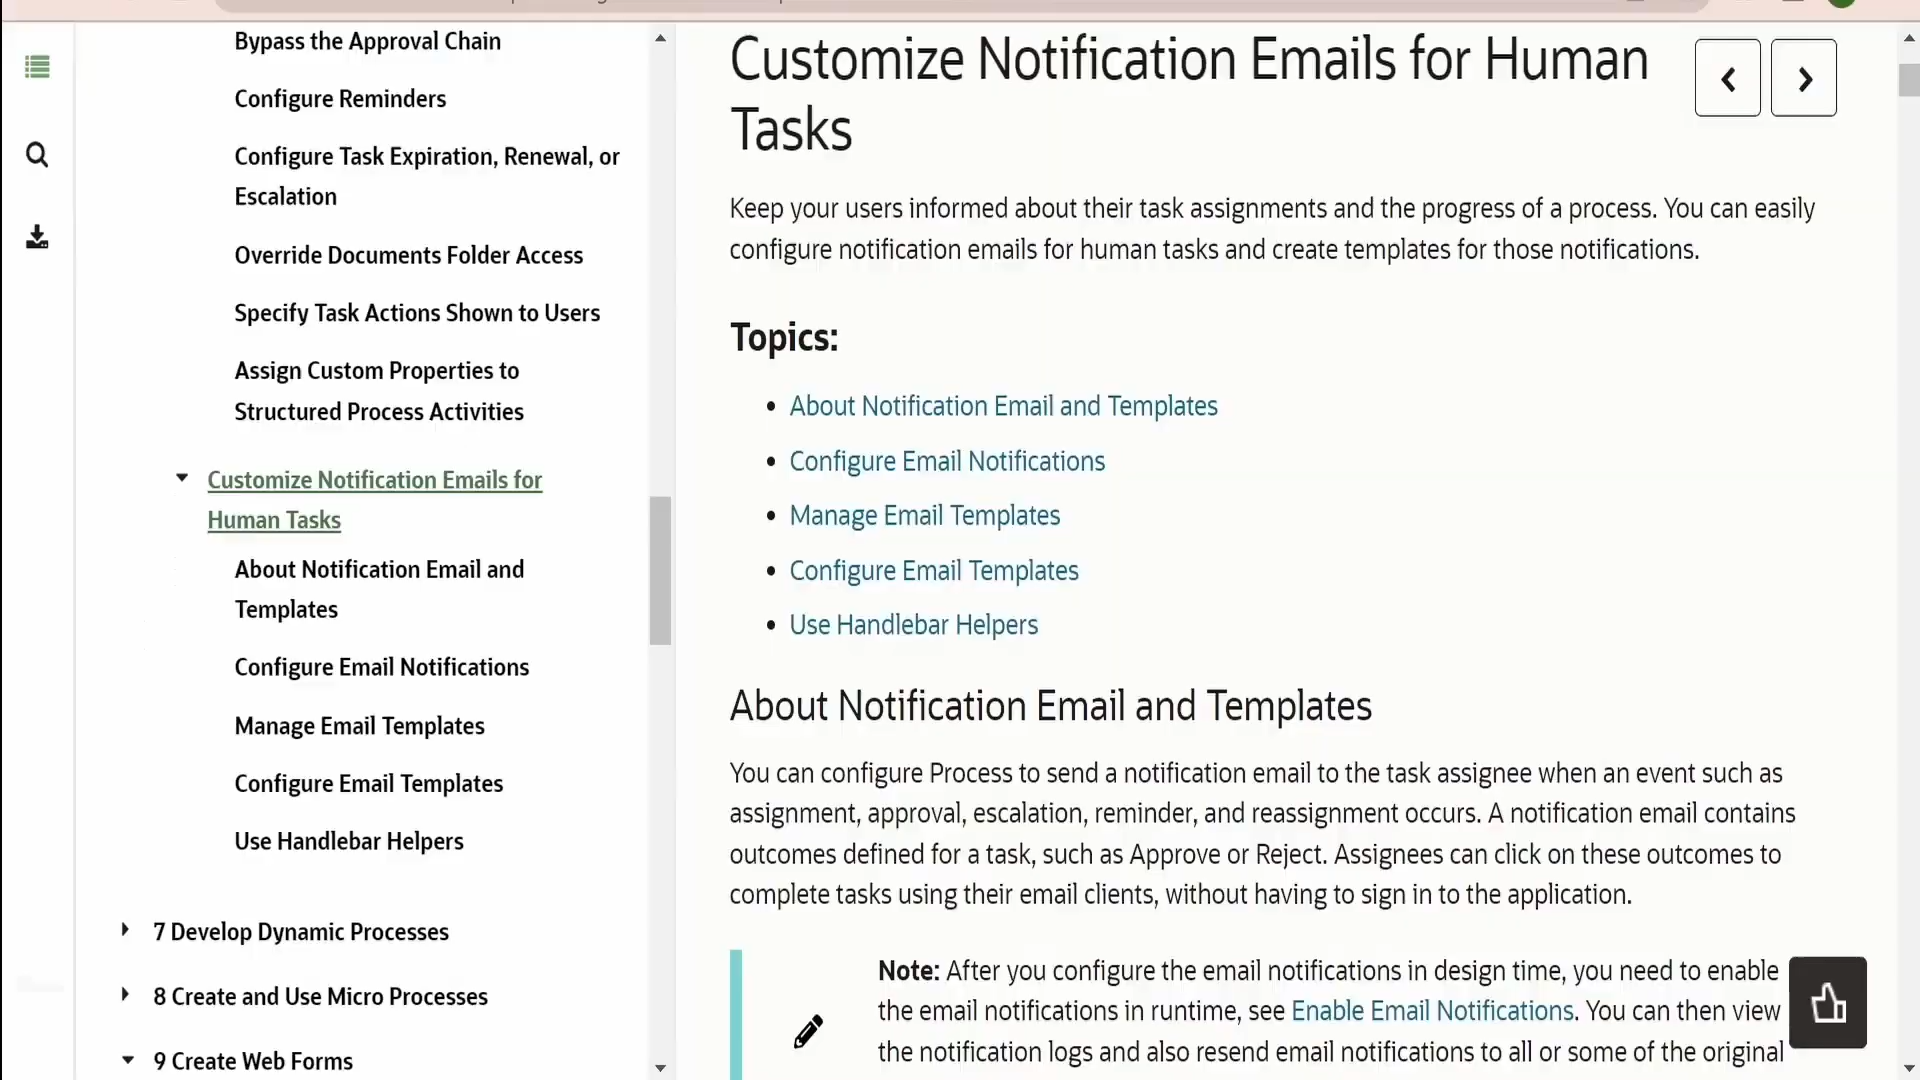 Bypass the Approval Chain
Configure Reminders
Configure Task Expiration, Renewal, or
Escalation
Override Documents Folder Access
Specify Task Actions Shown to Users
Assign Custom Properties to
Structured Process Activities
Customize Notification Emails for
Human Tasks
About Notification Email and
Templates
Configure Email Notifications
Manage Email Templates
Configure Email Templates
Use Handlebar Helpers
7 Develop Dynamic Processes
8 Create and Use Micro Processes
9 Create Web Forms
Customize Notification Emails for Human
Tasks
Keep your users informed about their task assignments and the progress of a process. You can easily
configure notification emails for human tasks and create templates for those notifications.
Topics:
• About Notification Email and Templates
• Configure Email Notifications
• Manage Email Templates
• Configure Email Templates
• Use Handlebar Helpers
About Notification Email and Templates
You can configure Process to send a notification email to the task assignee when an event such as
assignment, approval, escalation, reminder, and reassignment occurs. A notification email contains
outcomes defined for a task, such as Approve or Reject. Assignees can click on these outcomes to
complete tasks using their email clients, without having to sign in to the application.
Note: After you configure the email notifications in design time, you need to enable
the email notifications in runtime, see Enable Email Notifications. You can then view
the notification logs and also resend email notifications to all or some of the original